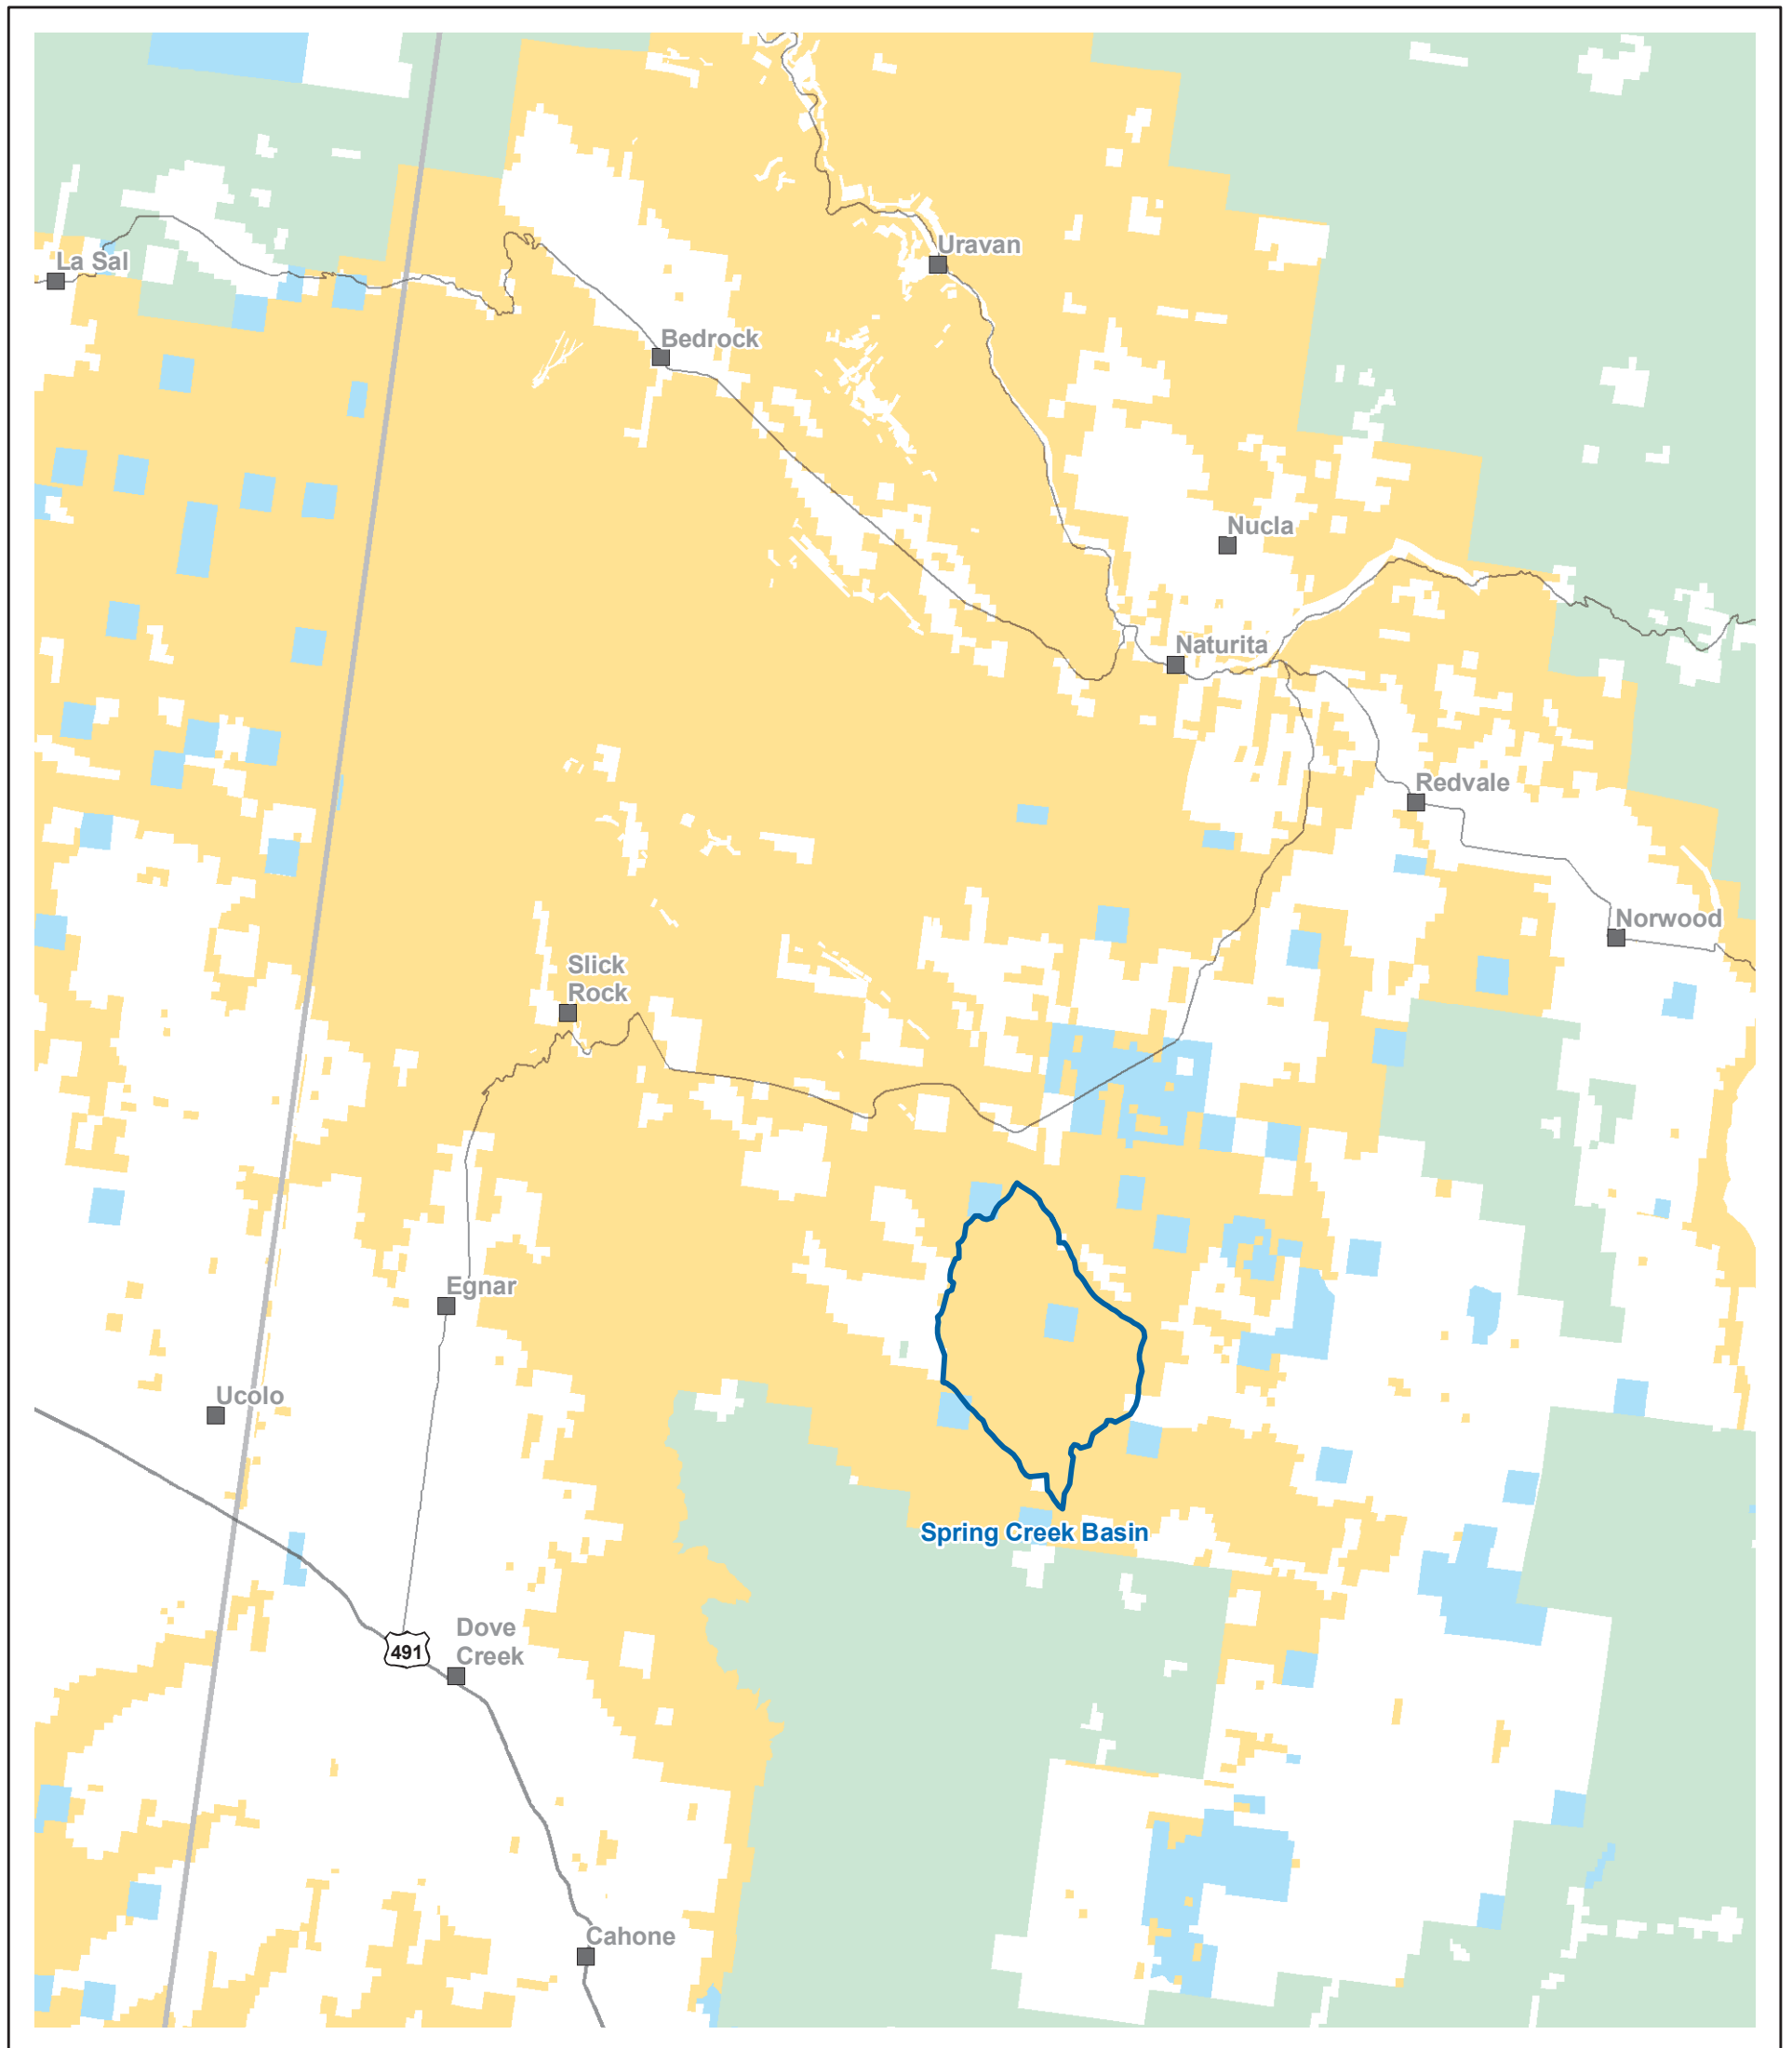 Uravan
La Sal
Bedrock
Nucla
Naturita
Redvale
Norwood
Slick
Rock
Egnar
Ucolo
Spring Creek Basin
491
Dove
Creek
Cahone